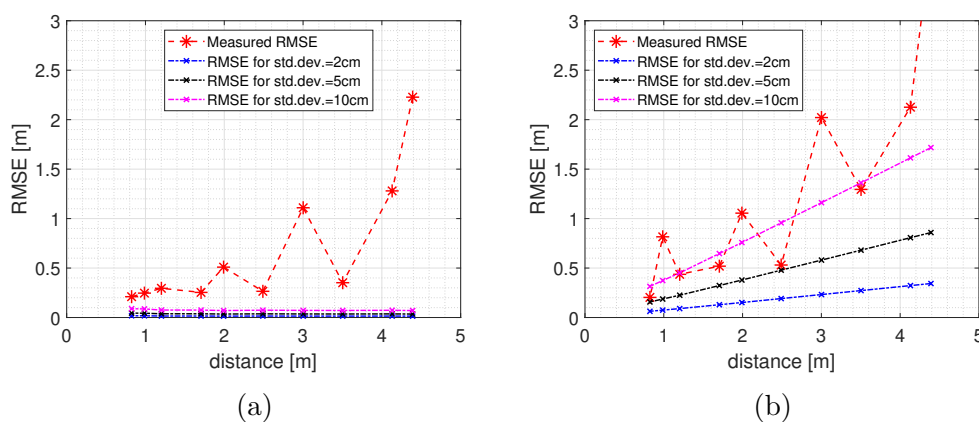 3
2.5
2
1.5
1
0.5
0
RMSE [m]
Measured RMSE
RMSE for std.dev.=2cm
RMSE for std.dev.=5cm
RMSE for std.dev.=10cm
0 1 2 3 4 5
distance [m]
(a)
3
2.5
2
1.5
1
0.5
0
RMSE [m]
Measured RMSE
RMSE for std.dev.=2cm
RMSE for std.dev.=5cm
RMSE for std.dev.=10cm
0 1 2 3 4 5
distance [m]
(b)